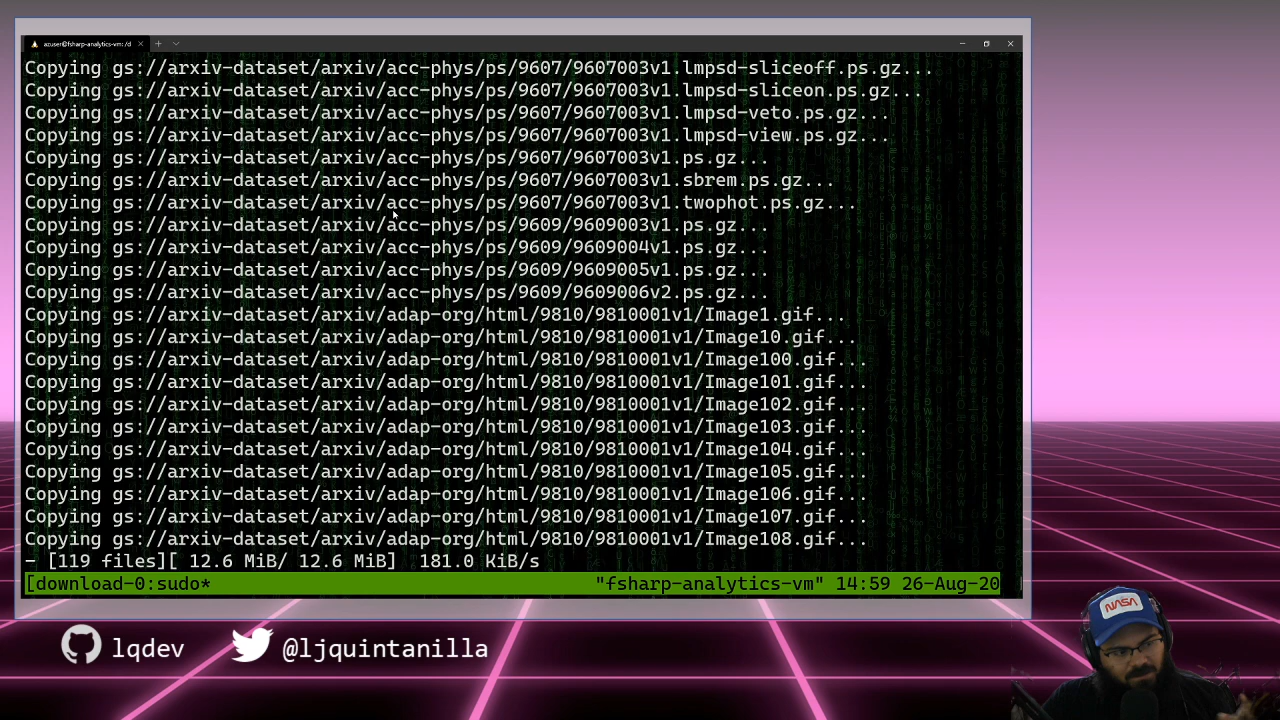 azuser@fsharp-analytics-vm: /d
Copying gs://arxiv-dataset/arxiv/acc-phys/ps/9607/9607003v1.lmpsd-sliceoff.ps.gz...
Copying gs://arxiv-dataset/arxiv/acc-phys/ps/9607/9607003v1.lmpsd-sliceon.ps.gz...
Copying gs://arxiv-dataset/arxiv/acc-phys/ps/9607/9607003v1.lmpsd-veto.ps.gz...
Copying gs://arxiv-dataset/arxiv/acc-phys/ps/9607/9607003v1.lmpsd-view.ps.gz...
Copying gs://arxiv-dataset/arxiv/acc-phys/ps/9607/9607003v1.ps.gz...
Copying gs://arxiv-dataset/arxiv/acc-phys/ps/9607/9607003v1.sbrem.ps.gz...
Copying gs://arxiv-dataset/arxiv/acc-phys/ps/9607/9607003v1.twophot.ps.gz...
Copying gs://arxiv-dataset/arxiv/acc-phys/ps/9609/9609003v1.ps.gz...
Copying gs://arxiv-dataset/arxiv/acc-phys/ps/9609/9609004v1.ps.gz...
Copying gs://arxiv-dataset/arxiv/acc-phys/ps/9609/9609005v1.ps.gz...
Copying gs://arxiv-dataset/arxiv/acc-phys/ps/9609/9609006v2.ps.gz...
Copying gs://arxiv-dataset/arxiv/adap-org/html/9810/9810001v1/Image1.gif...
Copying gs://arxiv-dataset/arxiv/adap-org/html/9810/9810001v1/Image10.gif...
Copying gs://arxiv-dataset/arxiv/adap-org/html/9810/9810001v1/Image100.gif...
Copying gs://arxiv-dataset/arxiv/adap-org/html/9810/9810001v1/Image101.gif...
Copying gs://arxiv-dataset/arxiv/adap-org/html/9810/9810001v1/Image102.gif...
Copying gs://arxiv-dataset/arxiv/adap-org/html/9810/9810001v1/Image103.gif...
Copying gs://arxiv-dataset/arxiv/adap-org/html/9810/9810001v1/Image104.gif...
Copying gs://arxiv-dataset/arxiv/adap-org/html/9810/9810001v1/Image105.gif...
Copying gs://arxiv-dataset/arxiv/adap-org/html/9810/9810001v1/Image106.gif...
Copying gs://arxiv-dataset/arxiv/adap-org/html/9810/9810001v1/Image107.gif...
Copying gs://arxiv-dataset/arxiv/adap-org/html/9810/9810001v1/Image108.gif...
- [119 files][ 12.6 MiB/ 12.6 MiB]  181.0 KiB/s
[download-0:sudo* "fsharp-analytics-vm" 14:59 26-Aug-20
NASA
lqdev @ljquintanilla